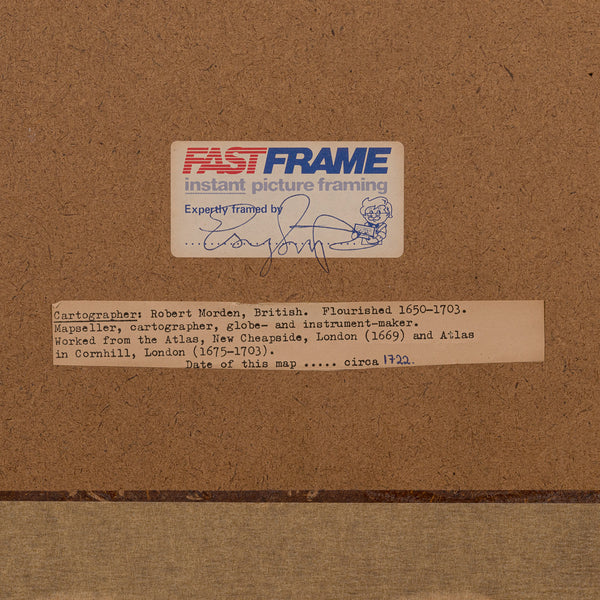 FASTFRAME
instant picture framing
Expertly framed by
Cartographer: Robert Morden, British. Flourished 1650-1703.
Mapseller, cartographer, globe- and instrument-maker.
Worked from the Atlas, New Cheapside, London (1669) and Atlas
in Cornhill, London (1675-1703).
Date of this map ..... circa 1722.